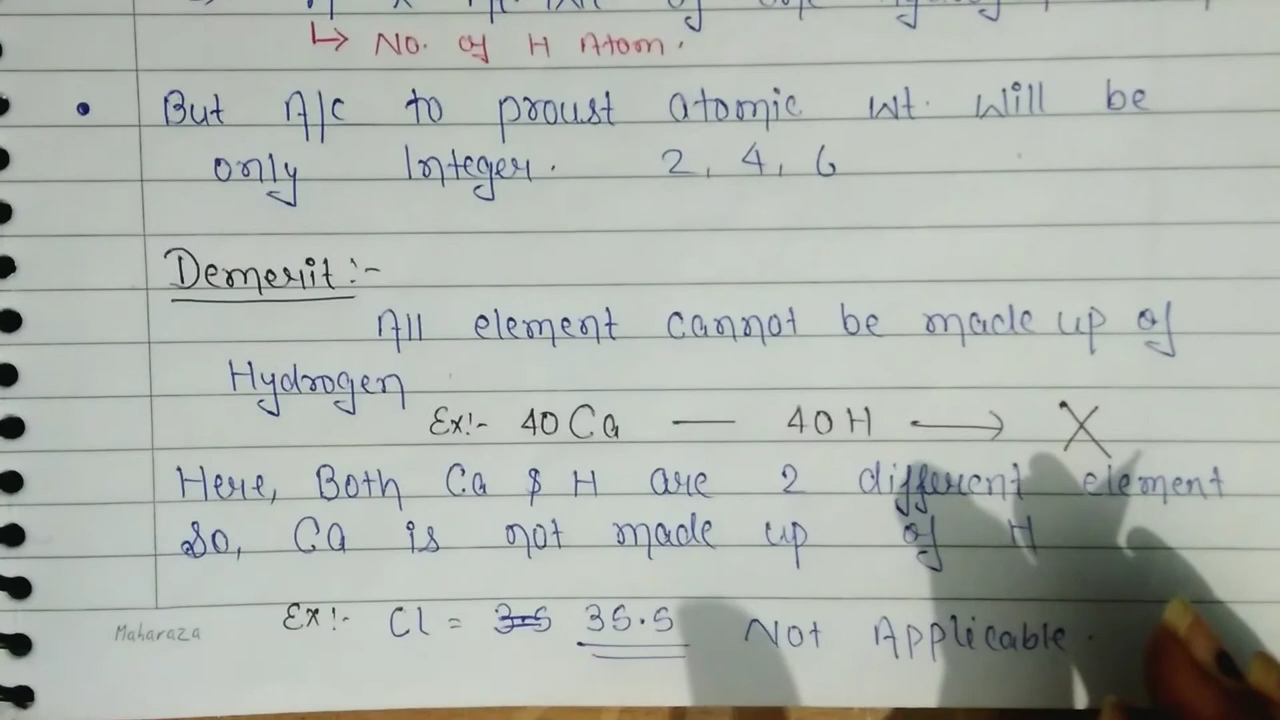 ↳ No. of H Atom.
• But A/c to proust atomic wt. will be
only Integer. 2, 4, 6
Demerit :-
All element cannot be made up of
Hydrogen
Ex:- 40 Ca — 40 H → X
Here, Both Ca & H are 2 different element
So, Ca is not made up of H
Ex:- Cl = 35 35.5 Not Applicable.
Maharaza